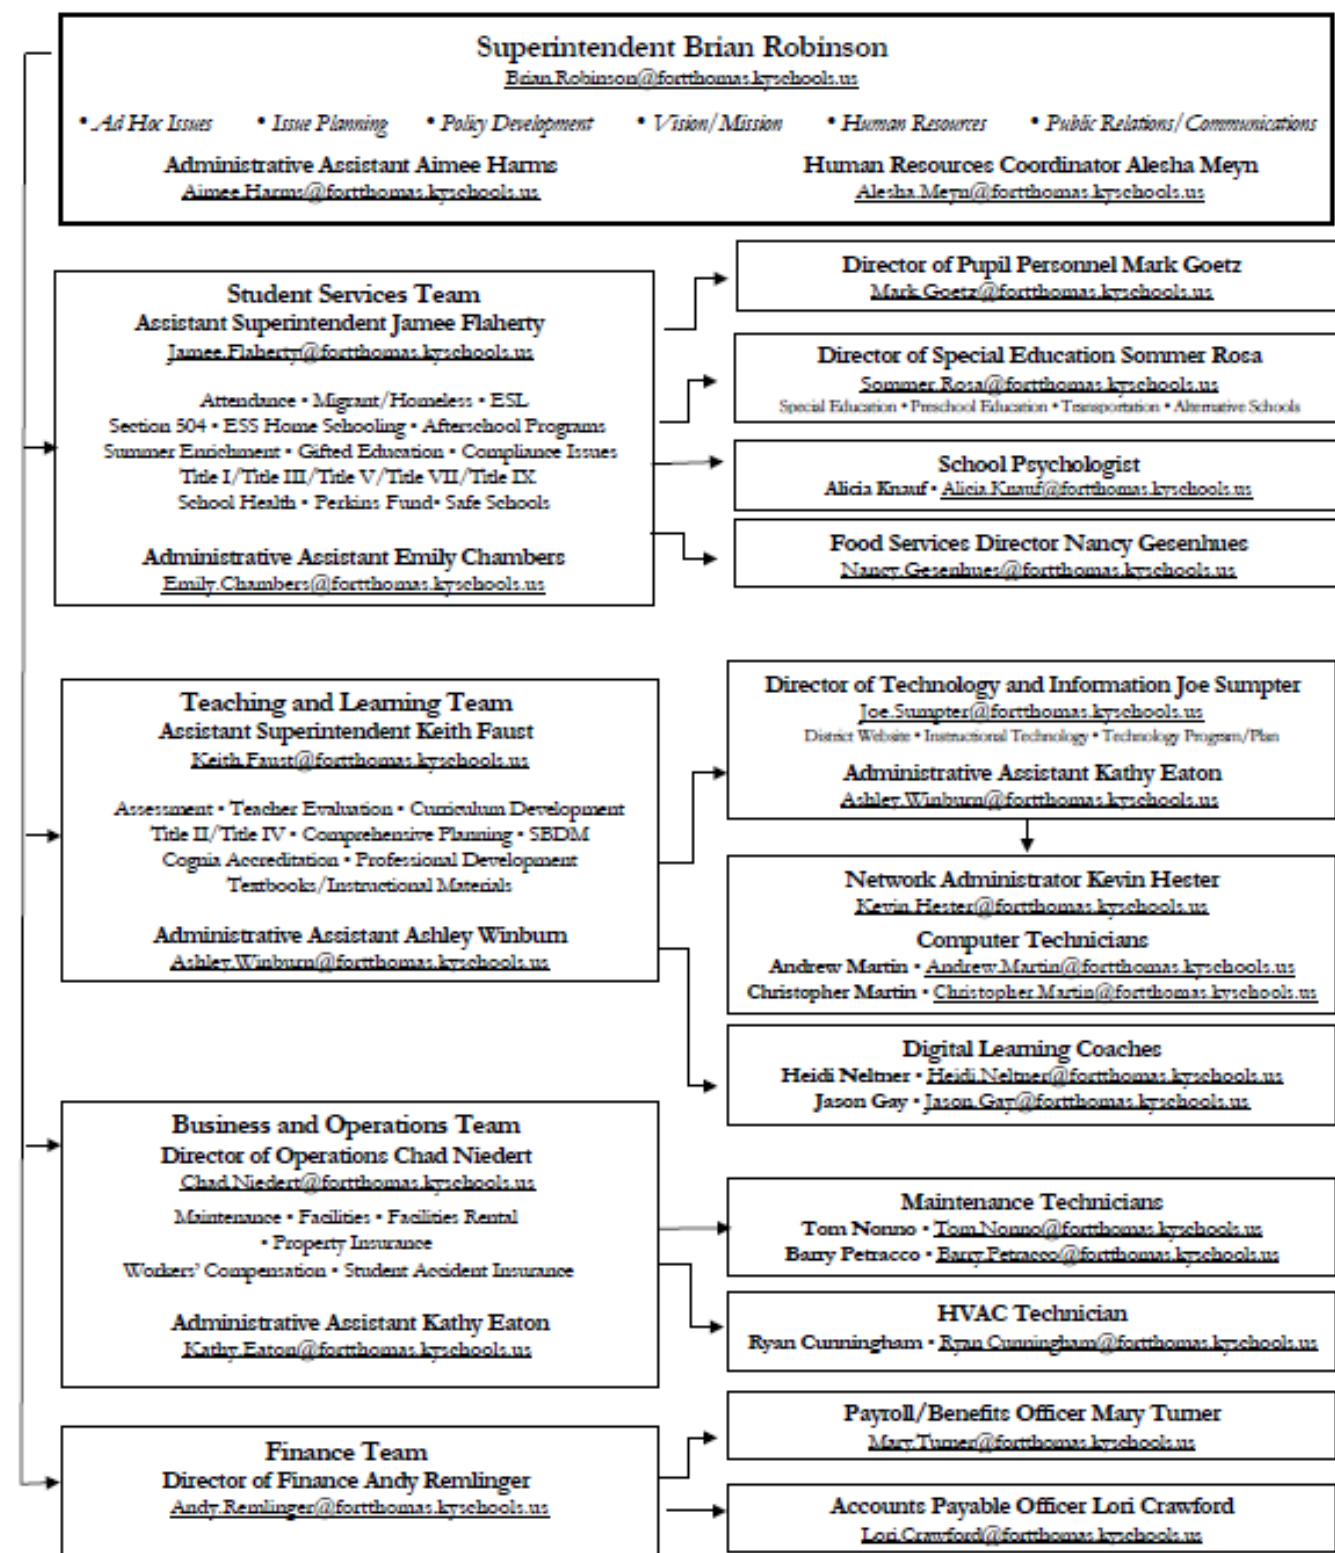 Superintendent Brian Robinson
Brian.Robinson@fortthomas.kyschools.us
• Ad Hoc Issues • Issue Planning • Policy Development • Vision/Mission • Human Resources • Public Relations/Communications
Administrative Assistant Aimee Harms
Aimee.Harms@fortthomas.kyschools.us
Human Resources Coordinator Alesha Meyn
Alesha.Meyn@fortthomas.kyschools.us
Student Services Team
Assistant Superintendent Jamee Flaherty
Jamee.Flaherty@fortthomas.kyschools.us
Attendance • Migrant/Homeless • ESL
Section 504 • ESS Home Schooling • Afterschool Programs
Summer Enrichment • Gifted Education • Compliance Issues
Title I/Title III/Title V/Title VII/Title IX
School Health • Perkins Fund• Safe Schools
Administrative Assistant Emily Chambers
Emily.Chambers@fortthomas.kyschools.us
Director of Pupil Personnel Mark Goetz
Mark.Goetz@fortthomas.kyschools.us
Director of Special Education Sommer Rosa
Sommer.Rosa@fortthomas.kyschools.us
Special Education • Preschool Education • Transportation • Alternative Schools
School Psychologist
Alicia Knauf • Alicia.Knauf@fortthomas.kyschools.us
Food Services Director Nancy Gesenhues
Nancy.Gesenhues@fortthomas.kyschools.us
Teaching and Learning Team
Assistant Superintendent Keith Faust
Keith.Faust@fortthomas.kyschools.us
Assessment • Teacher Evaluation • Curriculum Development
Title II/Title IV • Comprehensive Planning • SBDM
Cognia Accreditation • Professional Development
Textbooks/Instructional Materials
Administrative Assistant Ashley Winburn
Ashley.Winburn@fortthomas.kyschools.us
Director of Technology and Information Joe Sumpter
Joe.Sumpter@fortthomas.kyschools.us
District Website • Instructional Technology • Technology Program/Plan
Administrative Assistant Kathy Eaton
Ashley.Winburn@fortthomas.kyschools.us
Network Administrator Kevin Hester
Kevin.Hester@fortthomas.kyschools.us
Computer Technicians
Andrew Martin • Andrew.Martin@fortthomas.kyschools.us
Christopher Martin • Christopher.Martin@fortthomas.kyschools.us
Digital Learning Coaches
Heidi Neltner • Heidi.Neltner@fortthomas.kyschools.us
Jason Gay • Jason.Gay@fortthomas.kyschools.us
Business and Operations Team
Director of Operations Chad Niedert
Chad.Niedert@fortthomas.kyschools.us
Maintenance • Facilities • Facilities Rental
• Property Insurance
Workers' Compensation • Student Accident Insurance
Administrative Assistant Kathy Eaton
Kathy.Eaton@fortthomas.kyschools.us
Maintenance Technicians
Tom Nonno • Tom.Nonno@fortthomas.kyschools.us
Barry Petracco • Barry.Petracco@fortthomas.kyschools.us
HVAC Technician
Ryan Cunningham • Ryan.Cunningham@fortthomas.kyschools.us
Finance Team
Director of Finance Andy Remlinger
Andy.Remlinger@fortthomas.kyschools.us
Payroll/Benefits Officer Mary Turner
Mary.Turner@fortthomas.kyschools.us
Accounts Payable Officer Lori Crawford
Lori.Crawford@fortthomas.kyschools.us